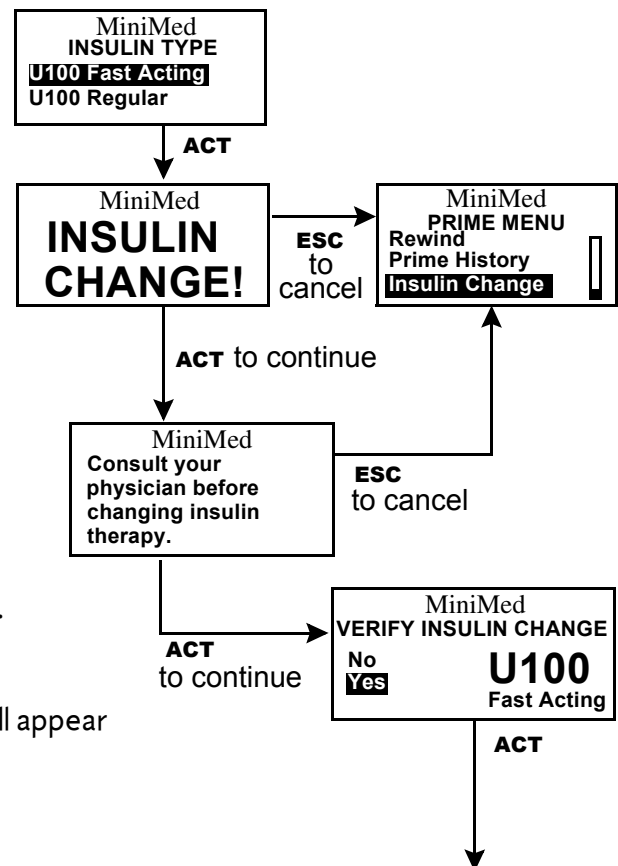 MiniMed
INSULIN TYPE
U100 Fast Acting
U100 Regular
ACT
MiniMed
INSULIN
CHANGE!
ESC
to
cancel
MiniMed
PRIME MENU
Rewind
Prime History
Insulin Change
ACT to continue
MiniMed
Consult your
physician before
changing insulin
therapy.
ESC
to cancel
.
ACT
to continue
MiniMed
VERIFY INSULIN CHANGE
No
Yes
U100
Fast Acting
appear
ACT